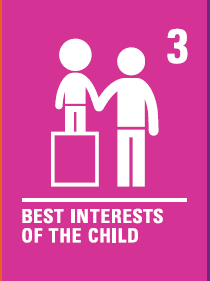 3
BEST INTERESTS
OF THE CHILD